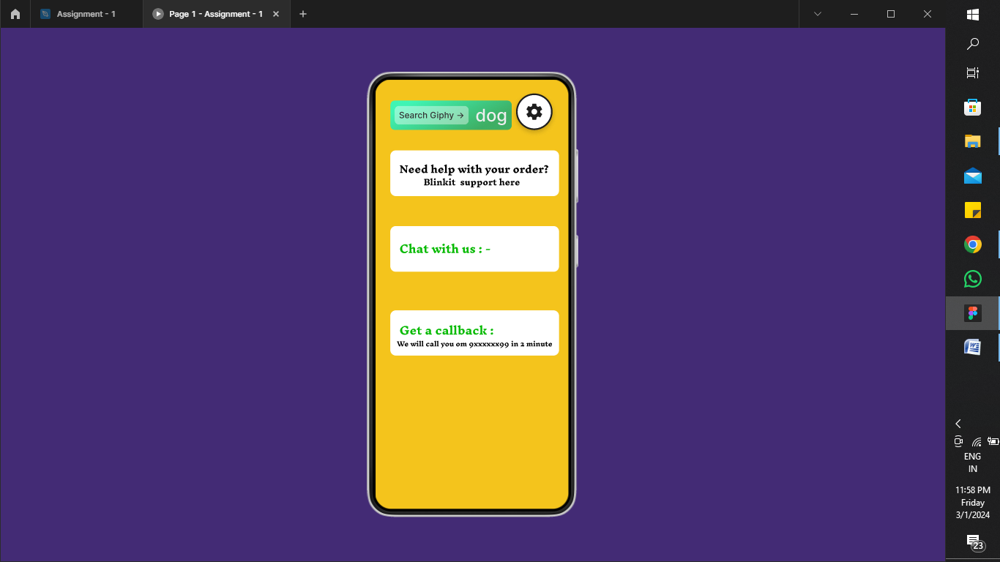 Assignment - 1
Page 1 - Assignment - 1
Search Giphy →
dog
Need help with your order?
Blinkit support here
Chat with us : -
Get a callback :
We will call you om 9xxxxxx99 in 2 minute
ENG
IN
11:58 PM
Friday
3/1/2024
23